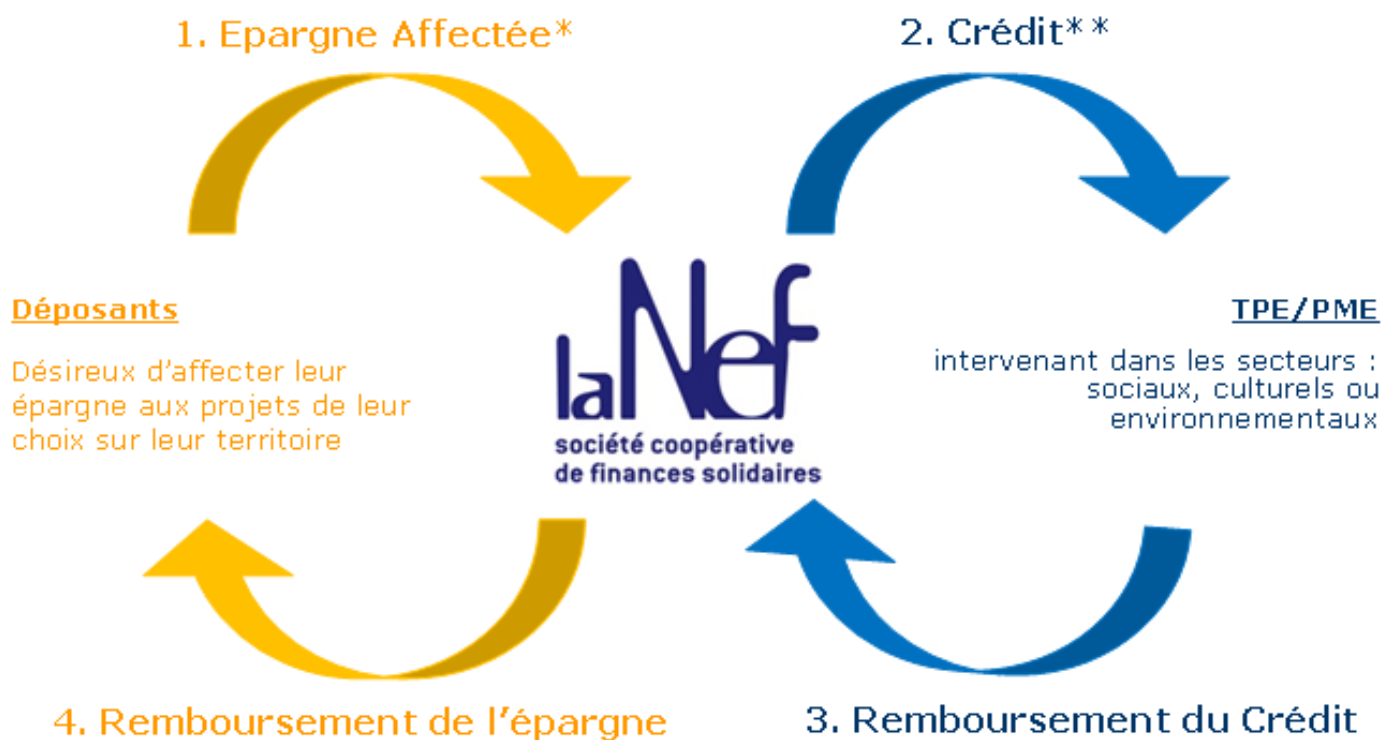 1. Epargne Affectée*
2. Crédit**
Déposants
Désireux d'affecter leur
épargne aux projets de leur
choix sur leur territoire
la Nef
société coopérative
de finances solidaires
TPE/PME
intervenant dans les secteurs :
sociaux, culturels ou
environnementaux
4. Remboursement de l'épargne
3. Remboursement du Crédit